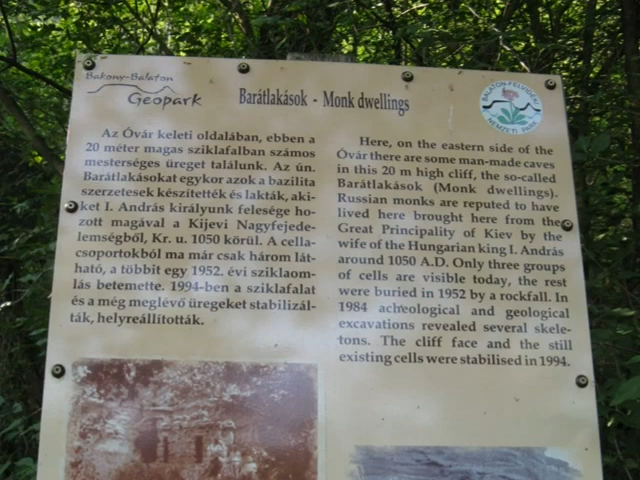 Bakony-Balaton
Geopark
Barátlakások - Monk dwellings
BALATON-FELVIDÉKI
NEMZETI PARK
Az Óvár keleti oldalában, ebben a
20 méter magas sziklafalban számos
mesterséges üreget találunk. Az ún.
Barátlakásokat egykor azok a bazilita
szerzetesek készítették és lakták, aki-
ket I. András királyunk felesége ho-
zott magával a Kijevi Nagyfejede-
lemségből, Kr. u. 1050 körül. A cella-
csoportokból ma már csak három lát-
ható, a többit egy 1952. évi sziklaom-
lás betemette. 1994-ben a sziklafalat
és a még meglévő üregeket stabilizál-
ták, helyreállították.
Here, on the eastern side of the
Óvár there are some man-made caves
in this 20 m high cliff, the so-called
Barátlakások (Monk dwellings).
Russian monks are reputed to have
lived here brought here from the
Great Principality of Kiev by the
wife of the Hungarian king I. András
around 1050 A.D. Only three groups
of cells are visible today, the rest
were buried in 1952 by a rockfall. In
1984 acheological and geological
excavations revealed several skele-
tons. The cliff face and the still
existing cells were stabilised in 1994.